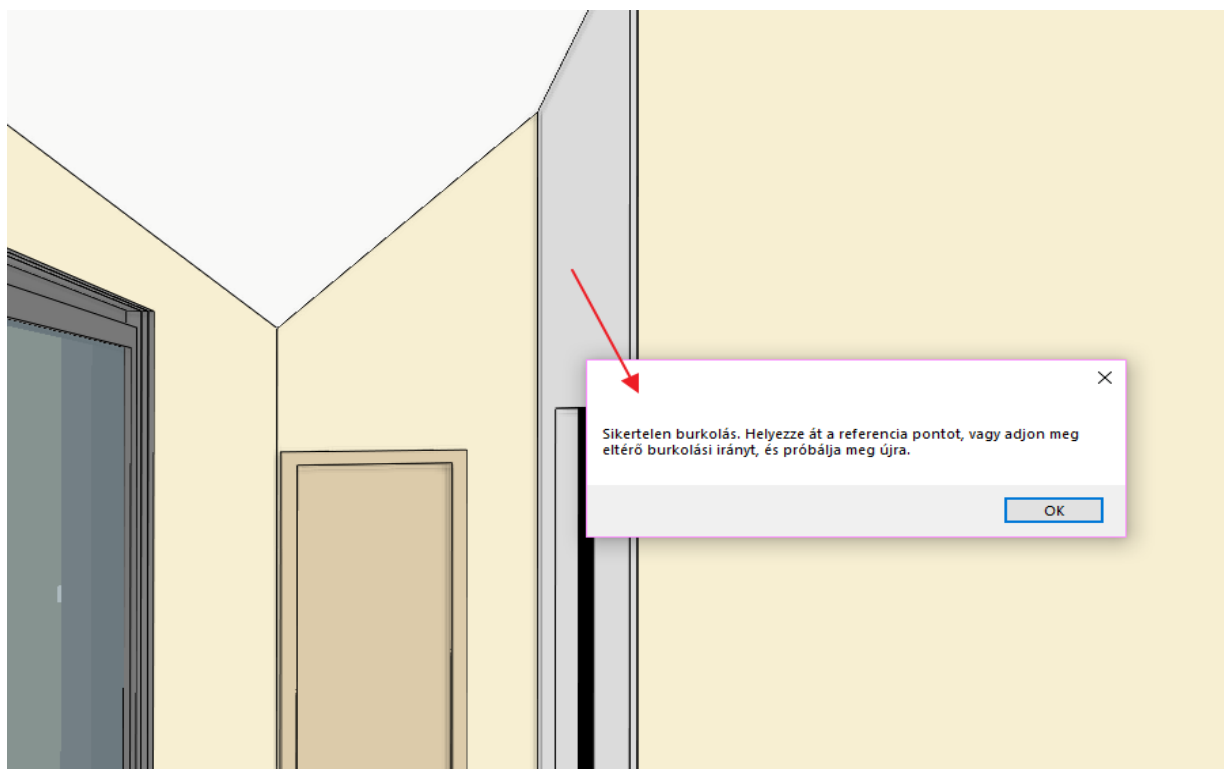 Sikertelen burkolás. Helyezze át a referencia pontot, vagy adjon meg
eltérő burkolási irányt, és próbálja meg újra.
OK